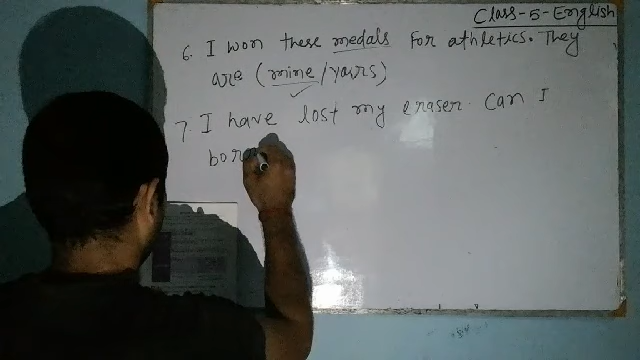 Class-5-English
6. I won these medals for athletics. They
are (mine/yours)
7. I have lost my eraser. Can I